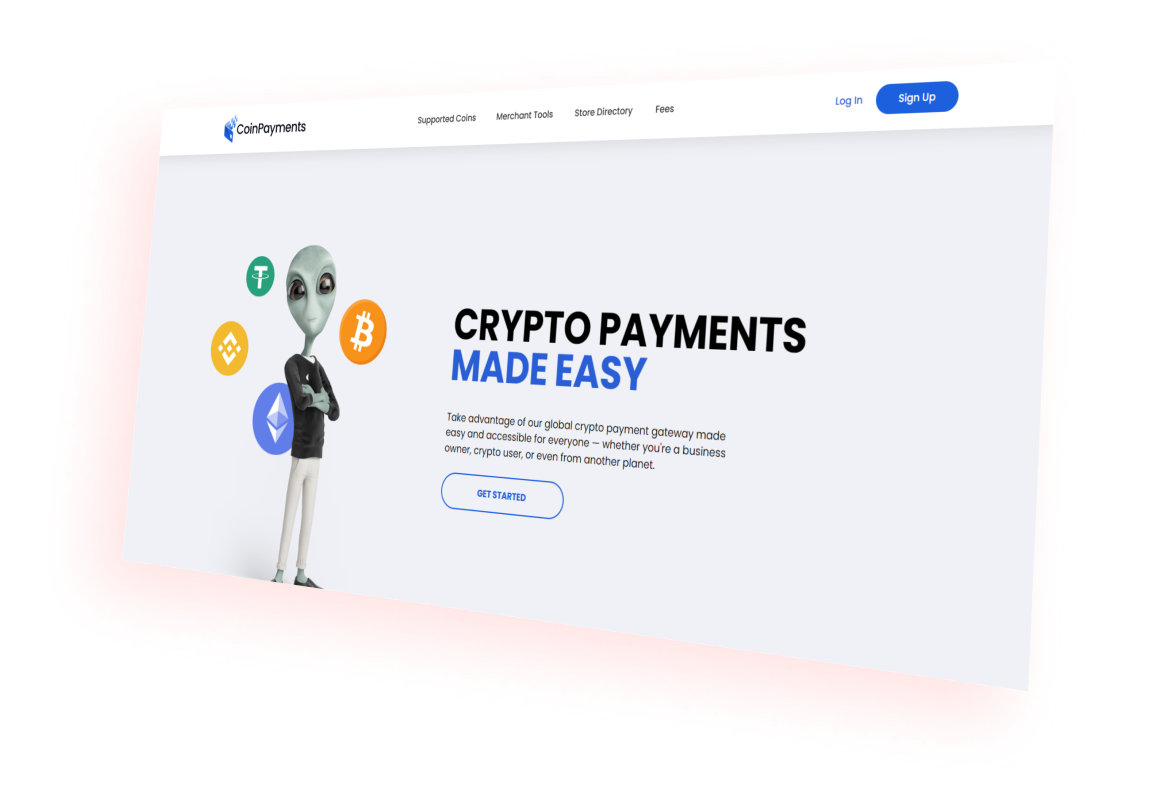 CoinPayments
Supported Coins
Merchant Tools
Store Directory
Fees
Log In
Sign Up
CRYPTO PAYMENTS
MADE EASY
Take advantage of our global crypto payment gateway made
easy and accessible for everyone — whether you're a business
owner, crypto user, or even from another planet.
GET STARTED